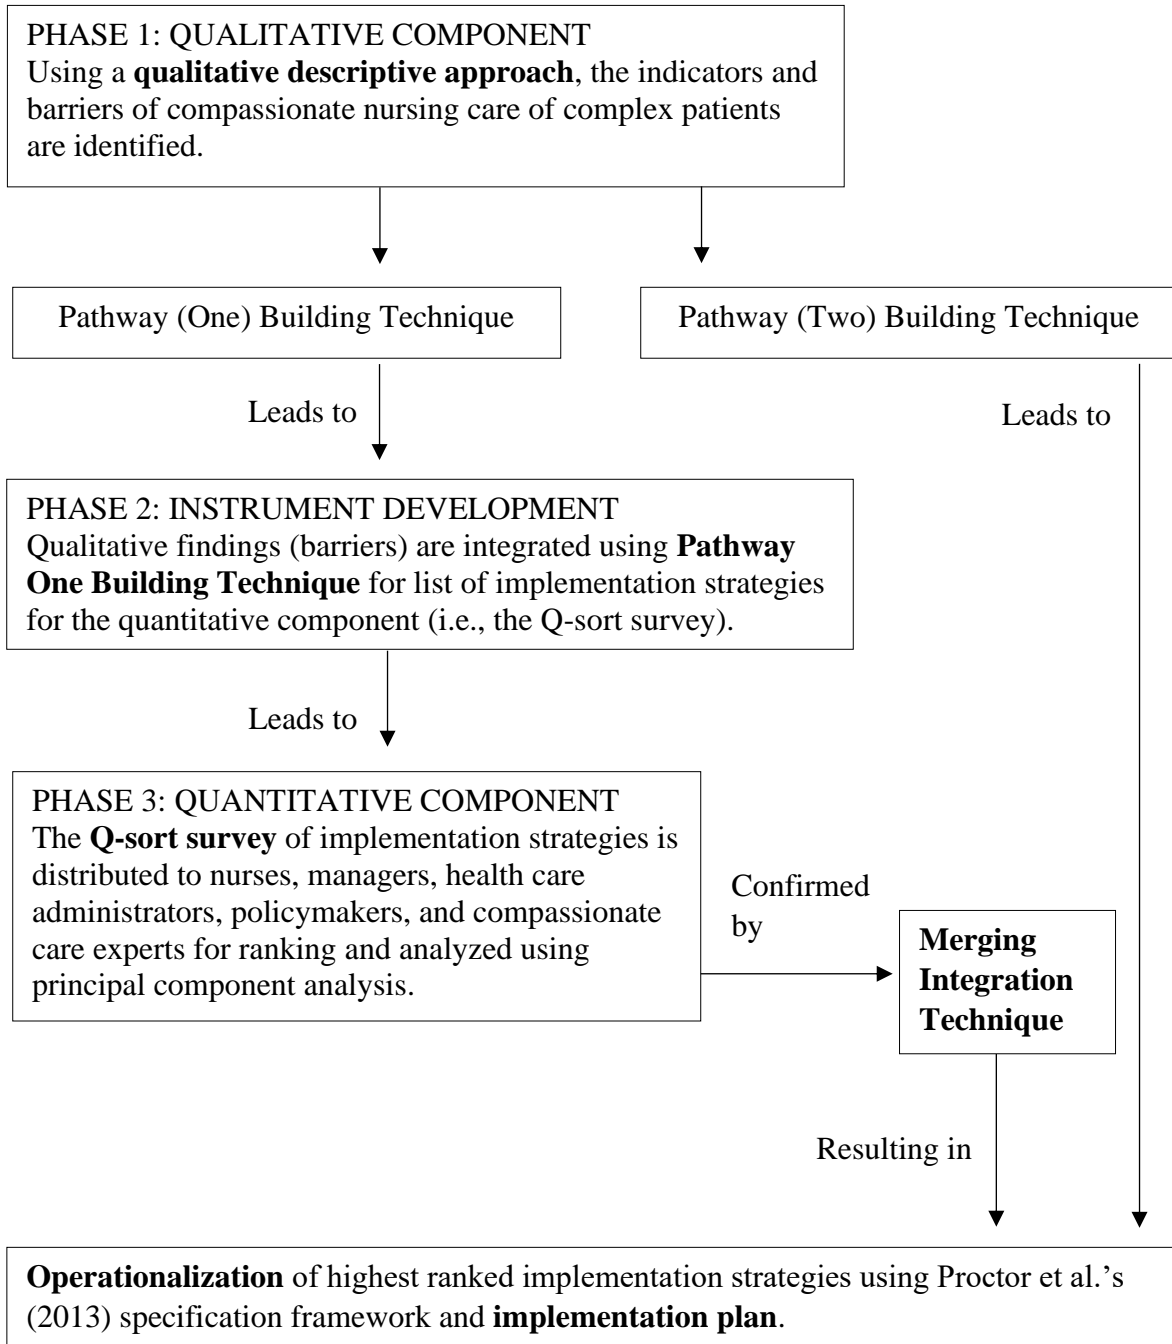 PHASE 1: QUALITATIVE COMPONENT
Using a qualitative descriptive approach, the indicators and
barriers of compassionate nursing care of complex patients
are identified.
Pathway (One) Building Technique
Pathway (Two) Building Technique
Leads to
Leads to
PHASE 2: INSTRUMENT DEVELOPMENT
Qualitative findings (barriers) are integrated using Pathway
One Building Technique for list of implementation strategies
for the quantitative component (i.e., the Q-sort survey).
Leads to
PHASE 3: QUANTITATIVE COMPONENT
The Q-sort survey of implementation strategies is
distributed to nurses, managers, health care
administrators, policymakers, and compassionate
care experts for ranking and analyzed using
principal component analysis.
Confirmed
by
Merging
Integration
Technique
Resulting in
Operationalization of highest ranked implementation strategies using Proctor et al.’s
(2013) specification framework and implementation plan.